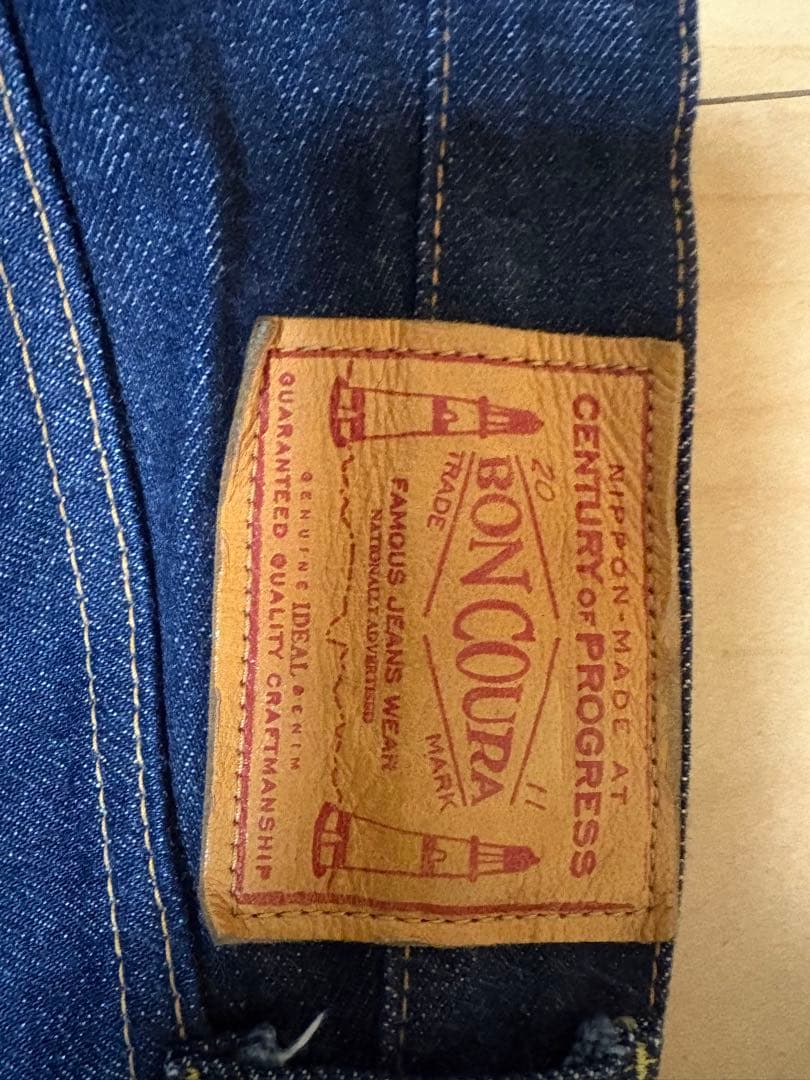 NIPPON-MADE AT
CENTURY OF PROGRESS
20 11
BONCOURA
TRADE MARK
FAMOUS JEANS WEAR
NATIONALLY ADVERTISED
GENUINE IDEAL DENIM
GUARANTEED QUALITY CRAFTMANSHIP